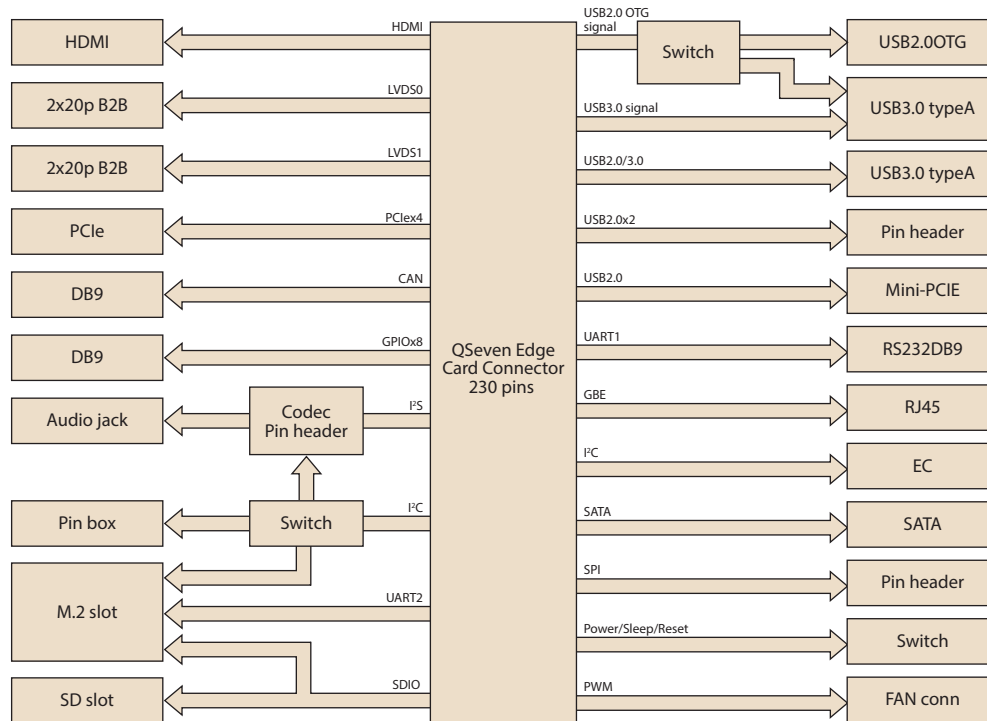 HDMI
HDMI
2x20p B2B
LVDS0
2x20p B2B
LVDS1
PCIe
PCIex4
DB9
CAN
DB9
GPIOx8
Audio jack
Codec
Pin header
I²S
Pin box
Switch
I²C
M.2 slot
UART2
SD slot
SDIO
QSeven Edge
Card Connector
230 pins
USB2.0 OTG
signal
Switch
USB2.0OTG
USB3.0 signal
USB3.0 typeA
USB2.0/3.0
USB3.0 typeA
USB2.0x2
Pin header
USB2.0
Mini-PCIE
UART1
RS232DB9
GBE
RJ45
I²C
EC
SATA
SATA
SPI
Pin header
Power/Sleep/Reset
Switch
PWM
FAN conn